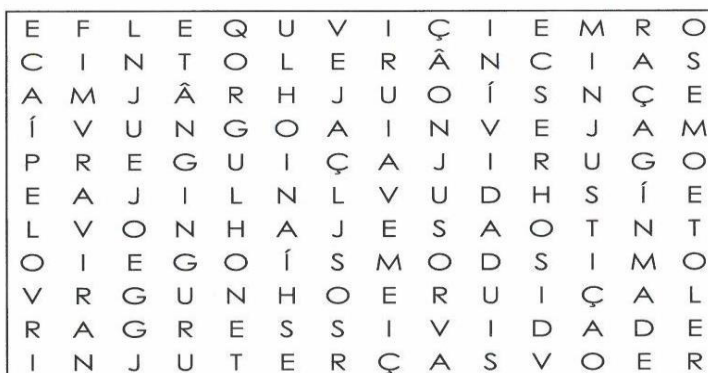 E F L E Q U V I Ç I E M R O
C I N T O L E R Â N C I A S
A M J Â R H J U O Í S N Ç E
Í V U N G O A I N V E J A M
P R E G U I Ç A J I R U G O
E A J I L N L V U D H S Í E
L V O N H A J E S A O T N T
O I E G O Í S M O D S I M O
V R G U N H O E R U I Ç A L
R A G R E S S I V I D A D E
I N J U T E R Ç A S V O E R